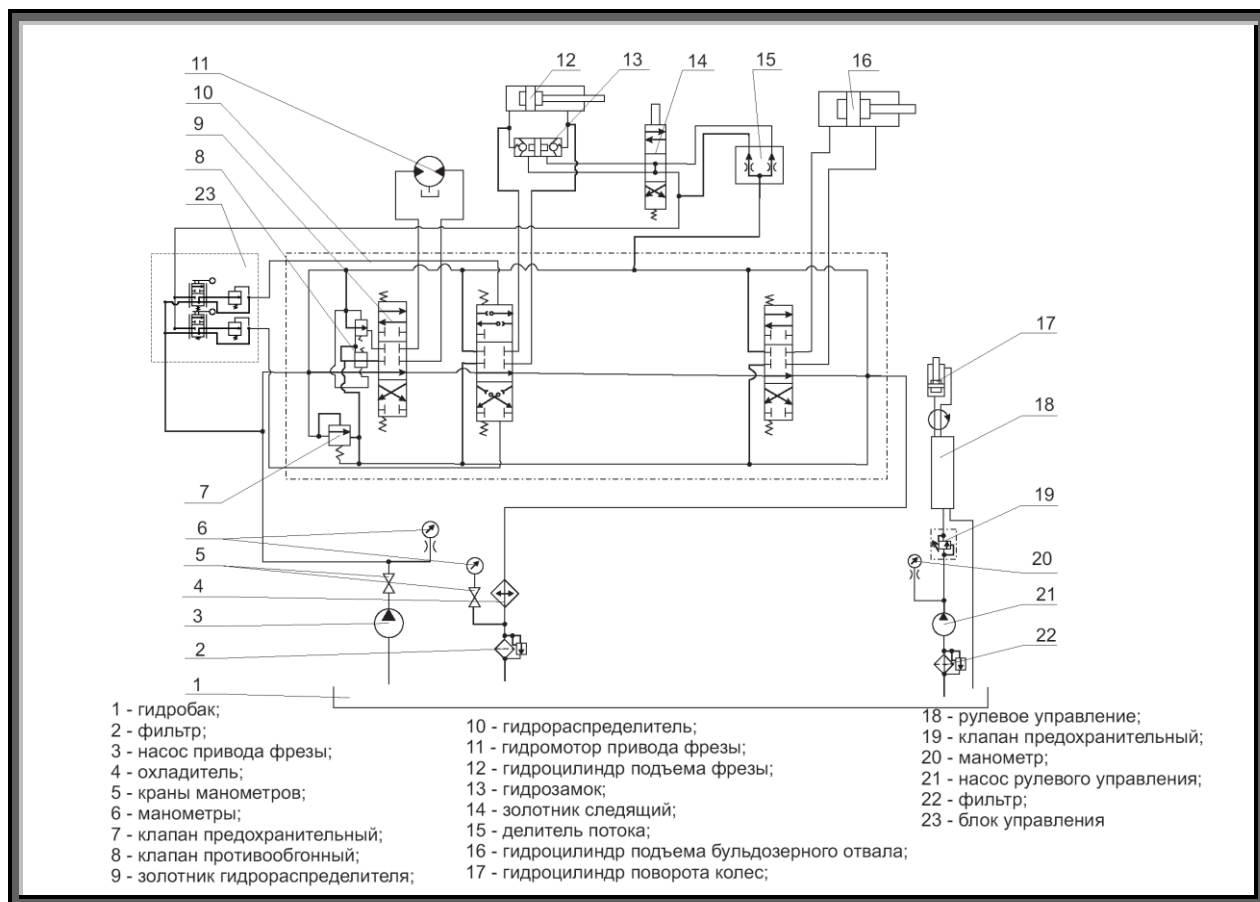 11
10
9
8
23
12
13
14
15
16
17
18
19
20
21
22
7
6
5
4
3
2
1
1 - гидробак;
2 - фильтр;
3 - насос привода фрезы;
4 - охладитель;
5 - краны манометров;
6 - манометры;
7 - клапан предохранительный;
8 - клапан противообгонный;
9 - золотник гидрораспределителя;
10 - гидрораспределитель;
11 - гидромотор привода фрезы;
12 - гидроцилиндр подъема фрезы;
13 - гидрозамок;
14 - золотник следящий;
15 - делитель потока;
16 - гидроцилиндр подъема бульдозерного отвала;
17 - гидроцилиндр поворота колес;
18 - рулевое управление;
19 - клапан предохранительный;
20 - манометр;
21 - насос рулевого управления;
22 - фильтр;
23 - блок управления